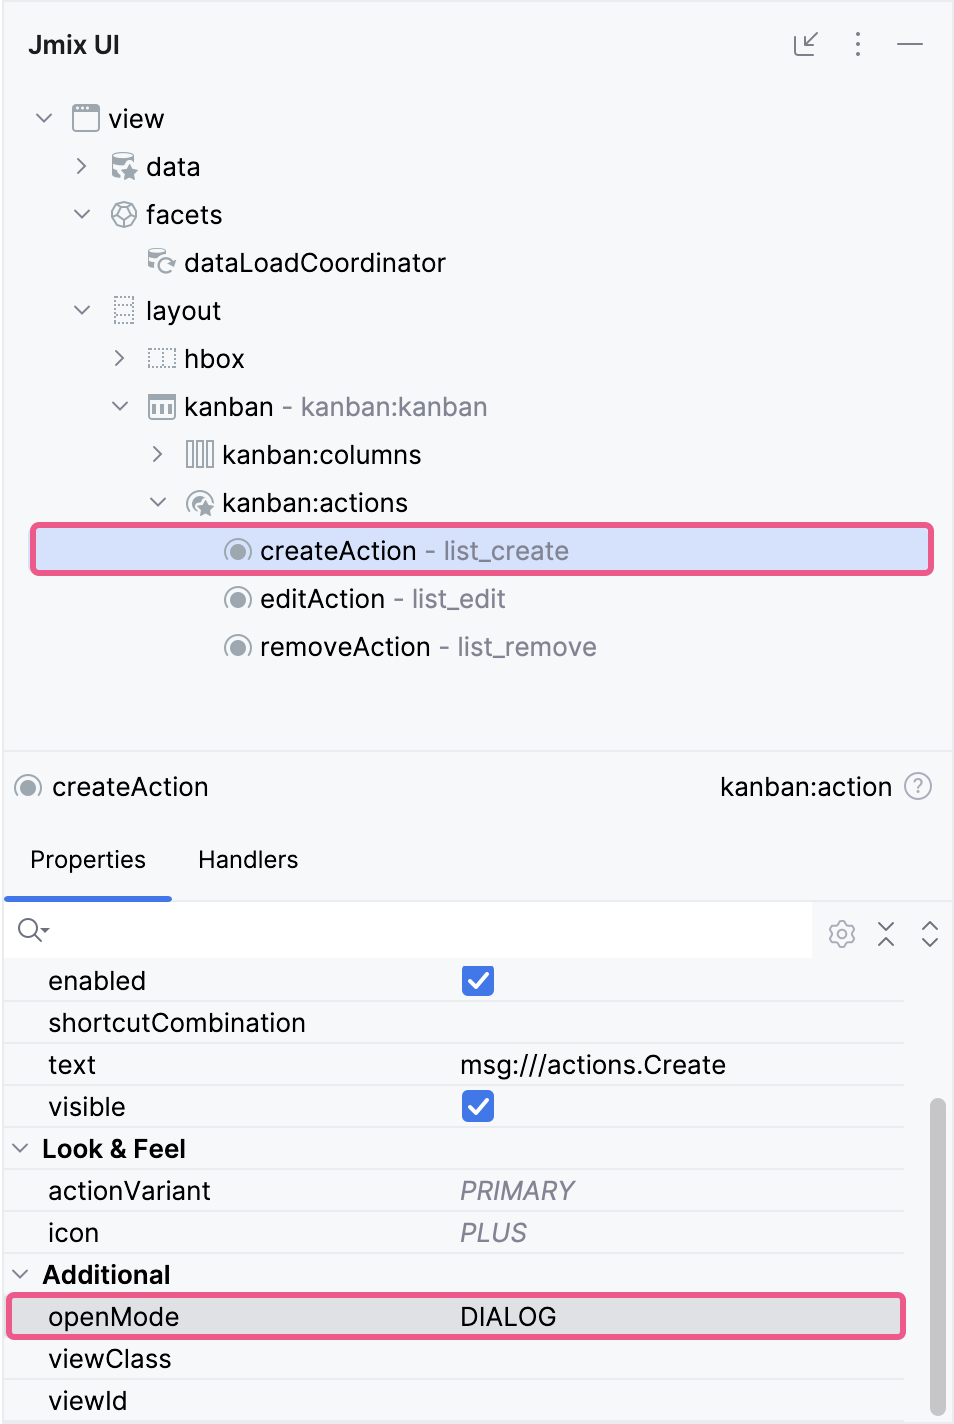 Jmix UI
view
data
facets
dataLoadCoordinator
layout
hbox
kanban - kanban:kanban
kanban:columns
kanban:actions
createAction - list_create
editAction - list_edit
removeAction - list_remove
createAction kanban:action ?
Properties Handlers
enabled
shortcutCombination
text msg:///actions.Create
visible
Look & Feel
actionVariant PRIMARY
icon PLUS
Additional
openMode DIALOG
viewClass
viewId